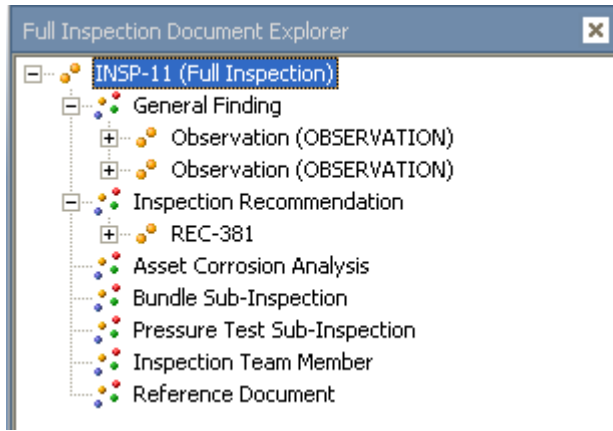 Full Inspection Document Explorer
INSP-11 (Full Inspection)
General Finding
Observation (OBSERVATION)
Observation (OBSERVATION)
Inspection Recommendation
REC-381
Asset Corrosion Analysis
Bundle Sub-Inspection
Pressure Test Sub-Inspection
Inspection Team Member
Reference Document